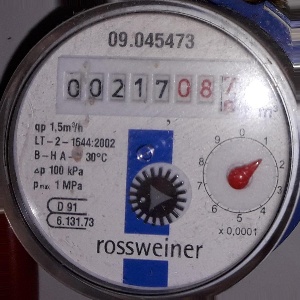 09.045473
0021708
m³
qp 1,5m³/h
LT-2-1544:2002
B-H A-V 30°C
Δp 100 kPa
pmax 1 MPa
D 91
6.131.73
rossweiner
0
9 1
8 2
7 3
6 4
5
x 0,0001